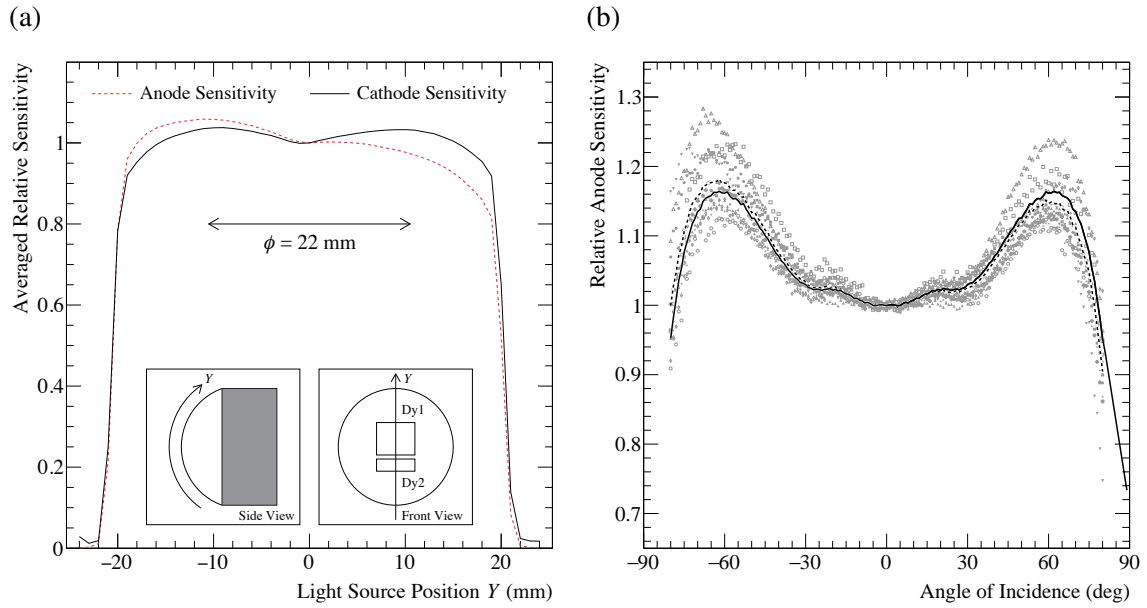 (a)
Averaged Relative Sensitivity
Anode Sensitivity
Cathode Sensitivity
1
0.8
0.6
0.4
0.2
0
ϕ = 22 mm
Y
Side View
Y
Dy1
Dy2
Front View
−20 −10 0 10 20
Light Source Position Y (mm)
(b)
Relative Anode Sensitivity
1.3
1.2
1.1
1
0.9
0.8
0.7
−90 −60 −30 0 30 60 90
Angle of Incidence (deg)